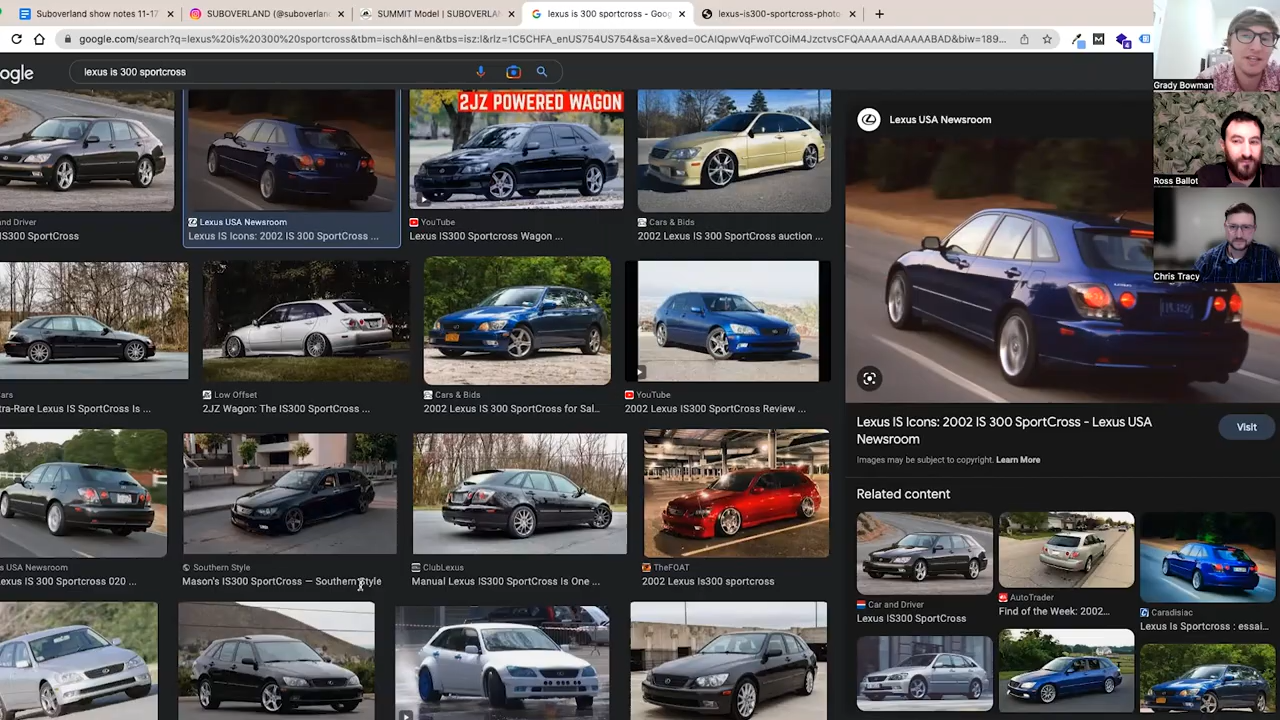 Suboverland show notes 11-17
SUBOVERLAND (@suboverlan
SUMMIT Model | SUBOVERLA
lexus is 300 sportcross - Goog
lexus-is300-sportcross-photo
google.com/search?q=lexus%20is%20300%20sportcross&tbm=isch&hl=en&tbs=isz:l&rlz=1C5CHFA_enUS754US754&sa=X&ved=0CAIQpwVqFwoTCOiM4JzctvsCFQAAAAAdAAAAABAD&biw=189...
ogle
lexus is 300 sportcross
Grady Bowman
Ross Ballot
Chris Tracy
Lexus USA Newsroom
2JZ POWERED WAGON
and Driver
IS300 SportCross
Lexus USA Newsroom
Lexus IS Icons: 2002 IS 300 SportCross ...
YouTube
Lexus IS300 Sportcross Wagon ...
Cars & Bids
2002 Lexus IS 300 SportCross auction ...
Cars
tra-Rare Lexus IS SportCross Is ...
Low Offset
2JZ Wagon: The IS300 SportCross ...
Cars & Bids
2002 Lexus IS 300 SportCross for Sal...
YouTube
2002 Lexus IS300 SportCross Review ...
Lexus IS Icons: 2002 IS 300 SportCross - Lexus USA
Newsroom
Visit
Images may be subject to copyright. Learn More
Related content
us USA Newsroom
exus IS 300 SportCross 020 ...
Southern Style
Mason's IS300 SportCross — Southern Style
ClubLexus
Manual Lexus IS300 SportCross Is One ...
TheFOAT
2002 Lexus Is300 sportcross
Car and Driver
Lexus IS300 SportCross
AutoTrader
Find of the Week: 2002...
Caradisiac
Lexus Is Sportcross : essai...